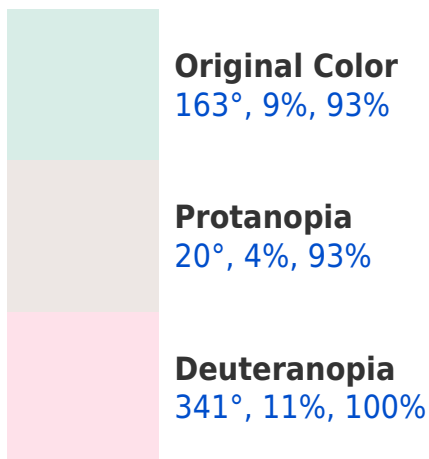 Original Color
163°, 9%, 93%
Protanopia
20°, 4%, 93%
Deuteranopia
341°, 11%, 100%